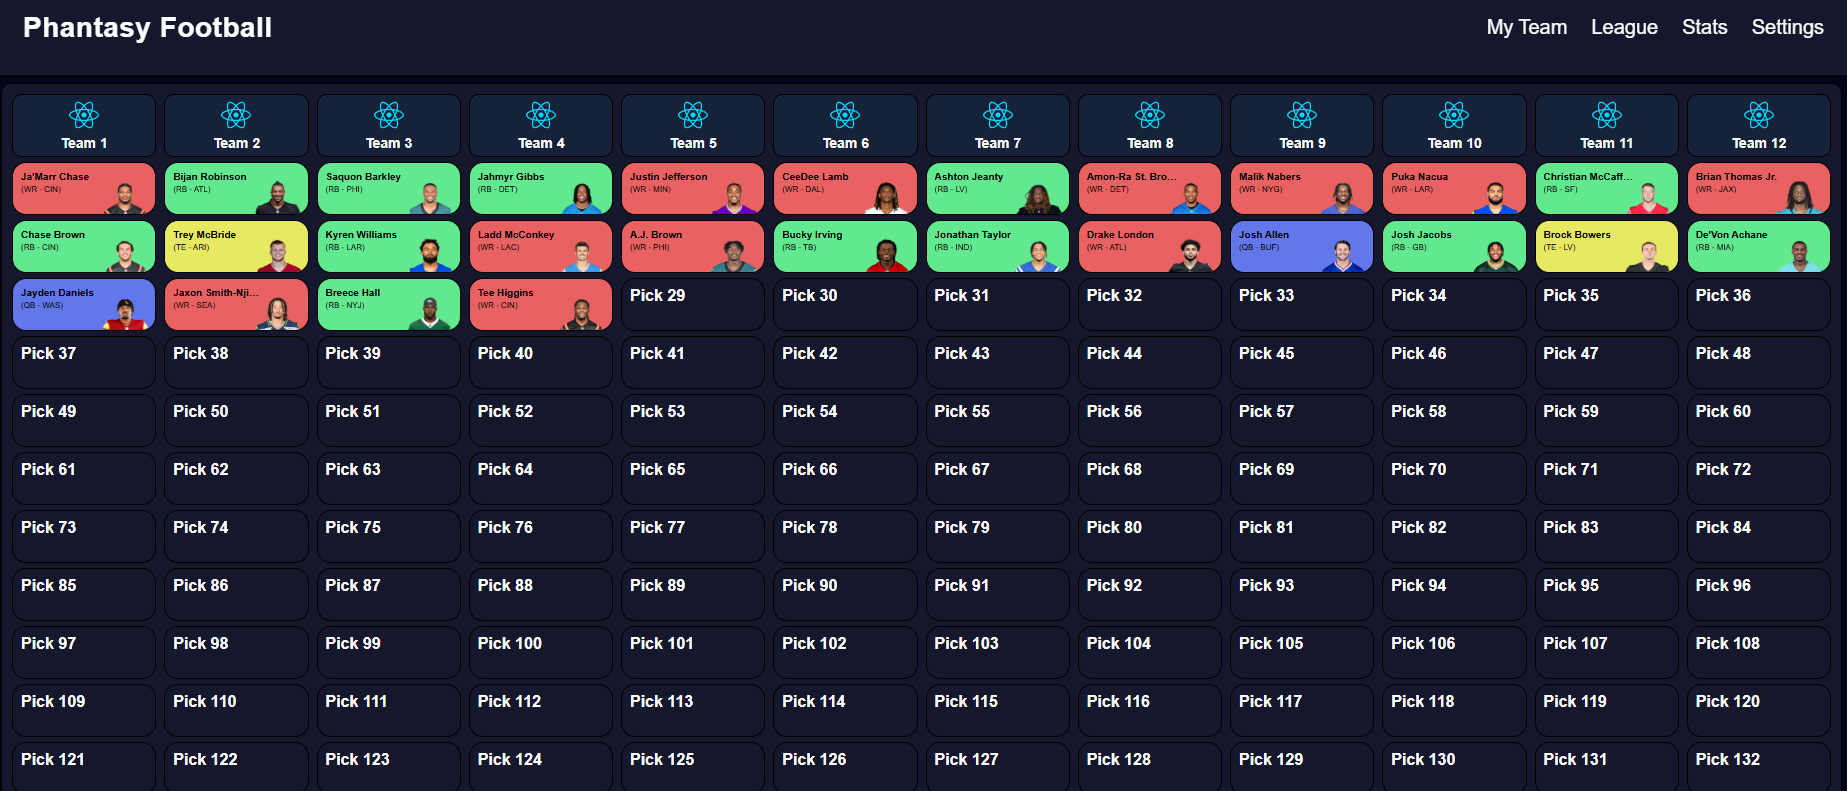 Phantasy Football
My Team League Stats Settings
Team 1 Team 2 Team 3 Team 4 Team 5 Team 6 Team 7 Team 8 Team 9 Team 10 Team 11 Team 12
Ja'Marr Chase Bijan Robinson Saquon Barkley Jahmyr Gibbs Justin Jefferson CeeDee Lamb Ashton Jeanty Amon-Ra St. Bro... Malik Nabers Puka Nacua Christian McCaff... Brian Thomas Jr.
(WR - CIN) (RB - ATL) (RB - PHI) (RB - DET) (WR - MIN) (WR - DAL) (RB - LV) (WR - DET) (WR - NYG) (WR - LAR) (RB - SF) (WR - JAX)
Chase Brown Trey McBride Kyren Williams Ladd McConkey A.J. Brown Bucky Irving Jonathan Taylor Drake London Josh Allen Josh Jacobs Brock Bowers De'Von Achane
(RB - CIN) (TE - ARI) (RB - LAR) (WR - LAC) (WR - PHI) (RB - TB) (RB - IND) (WR - ATL) (QB - BUF) (RB - GB) (TE - LV) (RB - MIA)
Jayden Daniels Jaxon Smith-Nji... Breece Hall Tee Higgins Pick 29 Pick 30 Pick 31 Pick 32 Pick 33 Pick 34 Pick 35 Pick 36
(QB - WAS) (WR - SEA) (RB - NYJ) (WR - CIN)
Pick 37 Pick 38 Pick 39 Pick 40 Pick 41 Pick 42 Pick 43 Pick 44 Pick 45 Pick 46 Pick 47 Pick 48
Pick 49 Pick 50 Pick 51 Pick 52 Pick 53 Pick 54 Pick 55 Pick 56 Pick 57 Pick 58 Pick 59 Pick 60
Pick 61 Pick 62 Pick 63 Pick 64 Pick 65 Pick 66 Pick 67 Pick 68 Pick 69 Pick 70 Pick 71 Pick 72
Pick 73 Pick 74 Pick 75 Pick 76 Pick 77 Pick 78 Pick 79 Pick 80 Pick 81 Pick 82 Pick 83 Pick 84
Pick 85 Pick 86 Pick 87 Pick 88 Pick 89 Pick 90 Pick 91 Pick 92 Pick 93 Pick 94 Pick 95 Pick 96
Pick 97 Pick 98 Pick 99 Pick 100 Pick 101 Pick 102 Pick 103 Pick 104 Pick 105 Pick 106 Pick 107 Pick 108
Pick 109 Pick 110 Pick 111 Pick 112 Pick 113 Pick 114 Pick 115 Pick 116 Pick 117 Pick 118 Pick 119 Pick 120
Pick 121 Pick 122 Pick 123 Pick 124 Pick 125 Pick 126 Pick 127 Pick 128 Pick 129 Pick 130 Pick 131 Pick 132